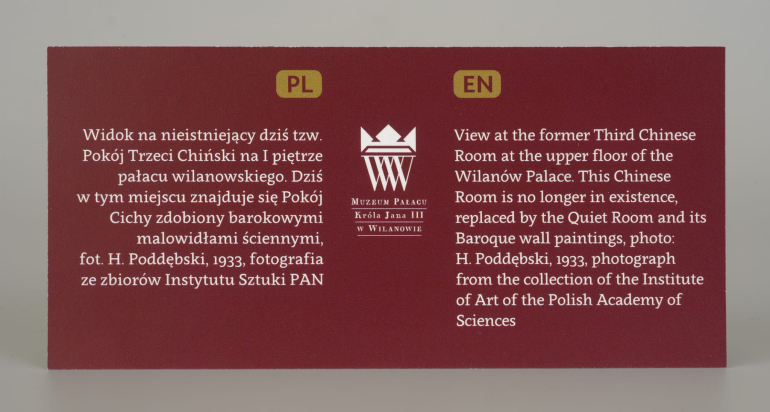 PL
Widok na nieistniejący dziś tzw.
Pokój Trzeci Chiński na I piętrze
pałacu wilanowskiego. Dziś
w tym miejscu znajduje się Pokój
Cichy zdobiony barokowymi
malowidłami ściennymi,
fot. H. Poddębski, 1933, fotografia
ze zbiorów Instytutu Sztuki PAN
MUZEUM PAŁACU
KRÓLA JANA III
W WILANOWIE
EN
View at the former Third Chinese
Room at the upper floor of the
Wilanów Palace. This Chinese
Room is no longer in existence,
replaced by the Quiet Room and its
Baroque wall paintings, photo:
H. Poddębski, 1933, photograph
from the collection of the Institute
of Art of the Polish Academy of
Sciences